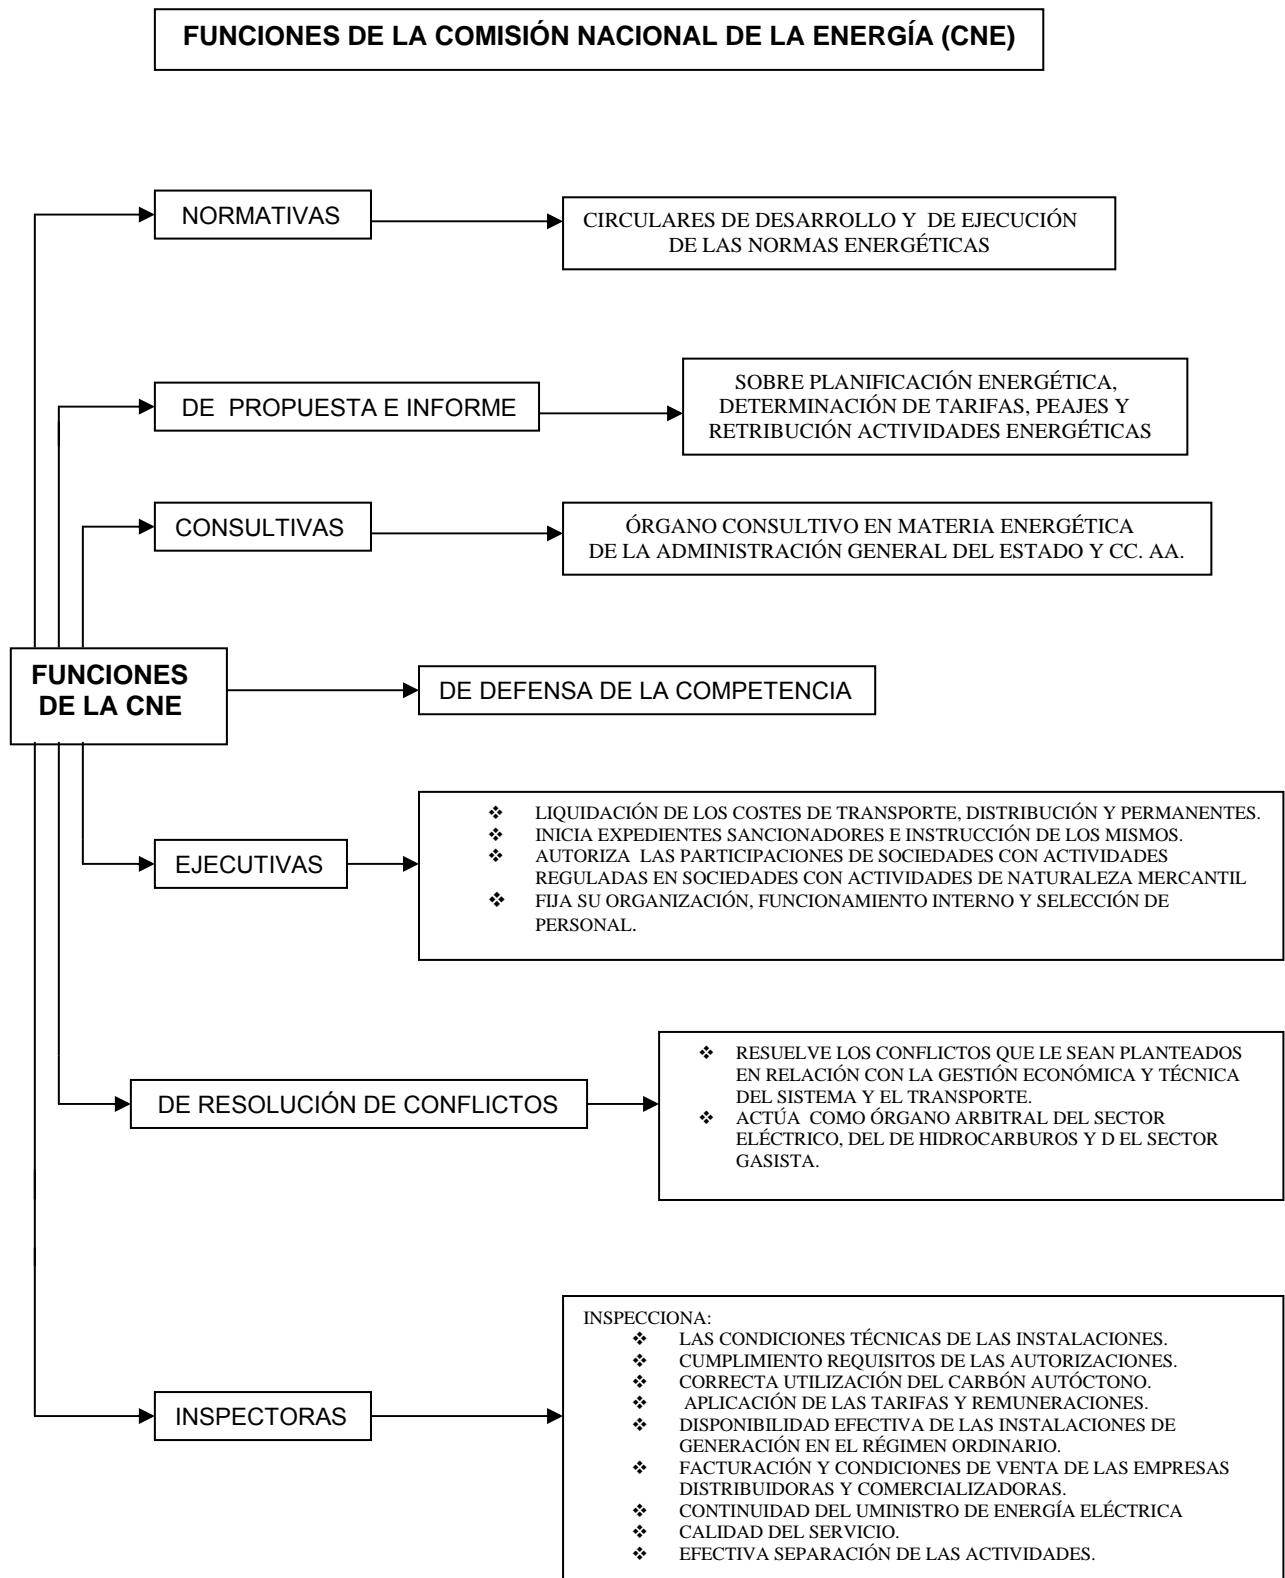 FUNCIONES DE LA COMISIÓN NACIONAL DE LA ENERGÍA (CNE)
NORMATIVAS
CIRCULARES DE DESARROLLO Y DE EJECUCIÓN
DE LAS NORMAS ENERGÉTICAS
DE PROPUESTA E INFORME
SOBRE PLANIFICACIÓN ENERGÉTICA,
DETERMINACIÓN DE TARIFAS, PEAJES Y
RETRIBUCIÓN ACTIVIDADES ENERGÉTICAS
CONSULTIVAS
ÓRGANO CONSULTIVO EN MATERIA ENERGÉTICA
DE LA ADMINISTRACIÓN GENERAL DEL ESTADO Y CC. AA.
FUNCIONES
DE LA CNE
DE DEFENSA DE LA COMPETENCIA
EJECUTIVAS
❖ LIQUIDACIÓN DE LOS COSTES DE TRANSPORTE, DISTRIBUCIÓN Y PERMANENTES.
❖ INICIA EXPEDIENTES SANCIONADORES E INSTRUCCIÓN DE LOS MISMOS.
❖ AUTORIZA LAS PARTICIPACIONES DE SOCIEDADES CON ACTIVIDADES
REGULADAS EN SOCIEDADES CON ACTIVIDADES DE NATURALEZA MERCANTIL
❖ FIJA SU ORGANIZACIÓN, FUNCIONAMIENTO INTERNO Y SELECCIÓN DE
PERSONAL.
DE RESOLUCIÓN DE CONFLICTOS
❖ RESUELVE LOS CONFLICTOS QUE LE SEAN PLANTEADOS
EN RELACIÓN CON LA GESTIÓN ECONÓMICA Y TÉCNICA
DEL SISTEMA Y EL TRANSPORTE.
❖ ACTÚA COMO ÓRGANO ARBITRAL DEL SECTOR
ELÉCTRICO, DEL DE HIDROCARBUROS Y D EL SECTOR
GASISTA.
INSPECTORAS
INSPECCIONA:
❖ LAS CONDICIONES TÉCNICAS DE LAS INSTALACIONES.
❖ CUMPLIMIENTO REQUISITOS DE LAS AUTORIZACIONES.
❖ CORRECTA UTILIZACIÓN DEL CARBÓN AUTÓCTONO.
❖ APLICACIÓN DE LAS TARIFAS Y REMUNERACIONES.
❖ DISPONIBILIDAD EFECTIVA DE LAS INSTALACIONES DE
GENERACIÓN EN EL RÉGIMEN ORDINARIO.
❖ FACTURACIÓN Y CONDICIONES DE VENTA DE LAS EMPRESAS
DISTRIBUIDORAS Y COMERCIALIZADORAS.
❖ CONTINUIDAD DEL UMINISTRO DE ENERGÍA ELÉCTRICA
❖ CALIDAD DEL SERVICIO.
❖ EFECTIVA SEPARACIÓN DE LAS ACTIVIDADES.